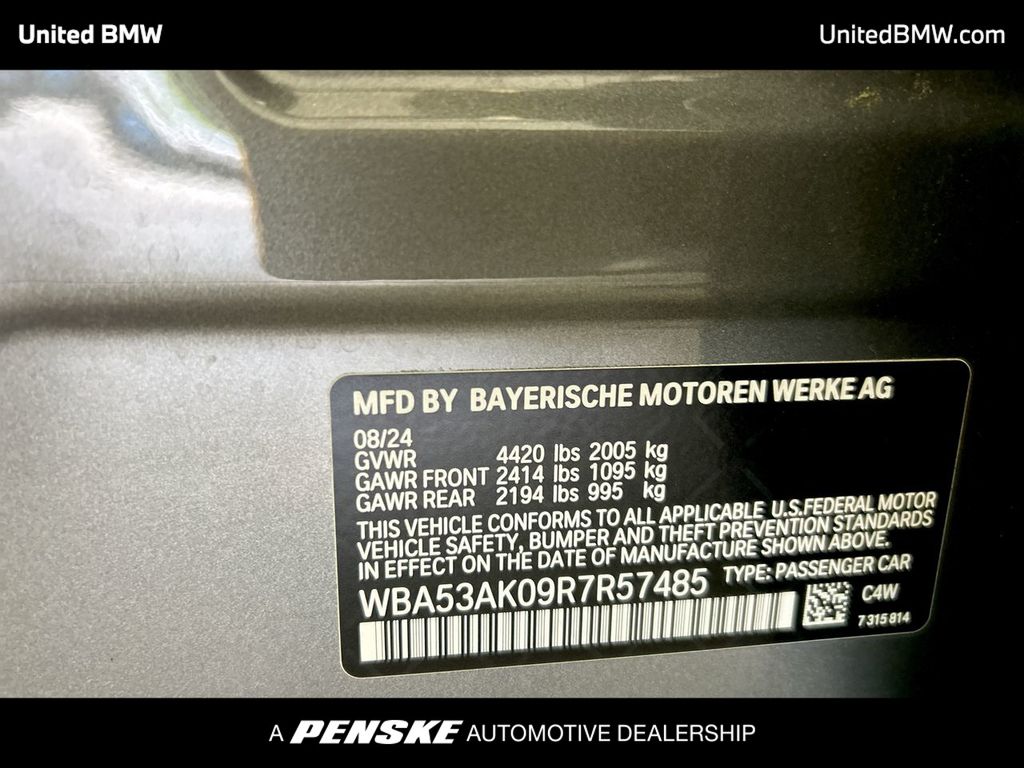 United BMW
UnitedBMW.com
MFD BY BAYERISCHE MOTOREN WERKE AG
08/24
GVWR 4420 lbs 2005 kg
GAWR FRONT 2414 lbs 1095 kg
GAWR REAR 2194 lbs 995 kg
THIS VEHICLE CONFORMS TO ALL APPLICABLE U.S.FEDERAL MOTOR
VEHICLE SAFETY, BUMPER AND THEFT PREVENTION STANDARDS
IN EFFECT ON THE DATE OF MANUFACTURE SHOWN ABOVE.
WBA53AK09R7R57485 TYPE: PASSENGER CAR
C4W
7315814
A PENSKE AUTOMOTIVE DEALERSHIP